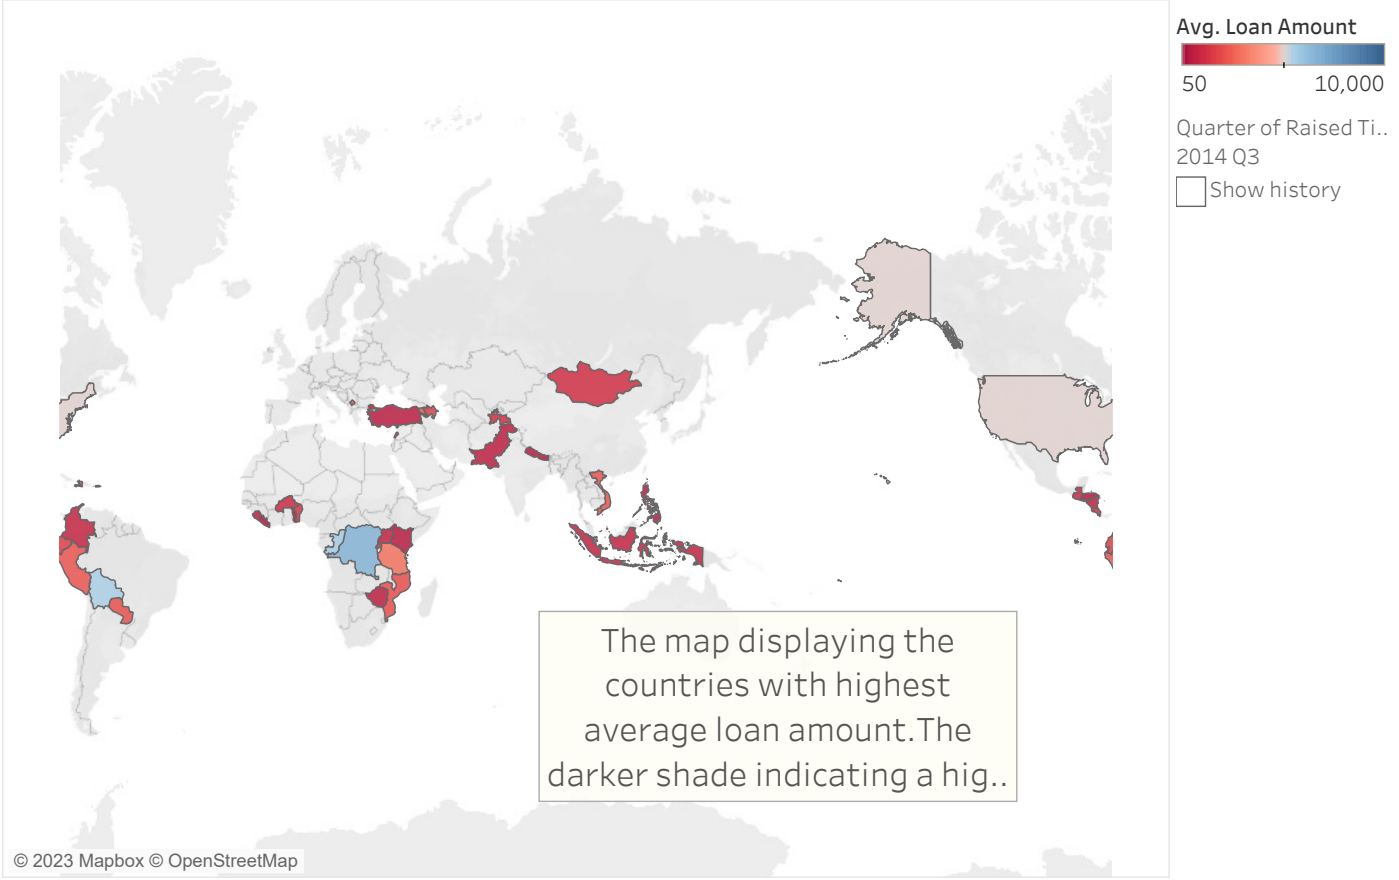 Avg. Loan Amount
50 10,000
Quarter of Raised Ti..
2014 Q3
Show history
The map displaying the
countries with highest
average loan amount.The
darker shade indicating a hig..
© 2023 Mapbox © OpenStreetMap